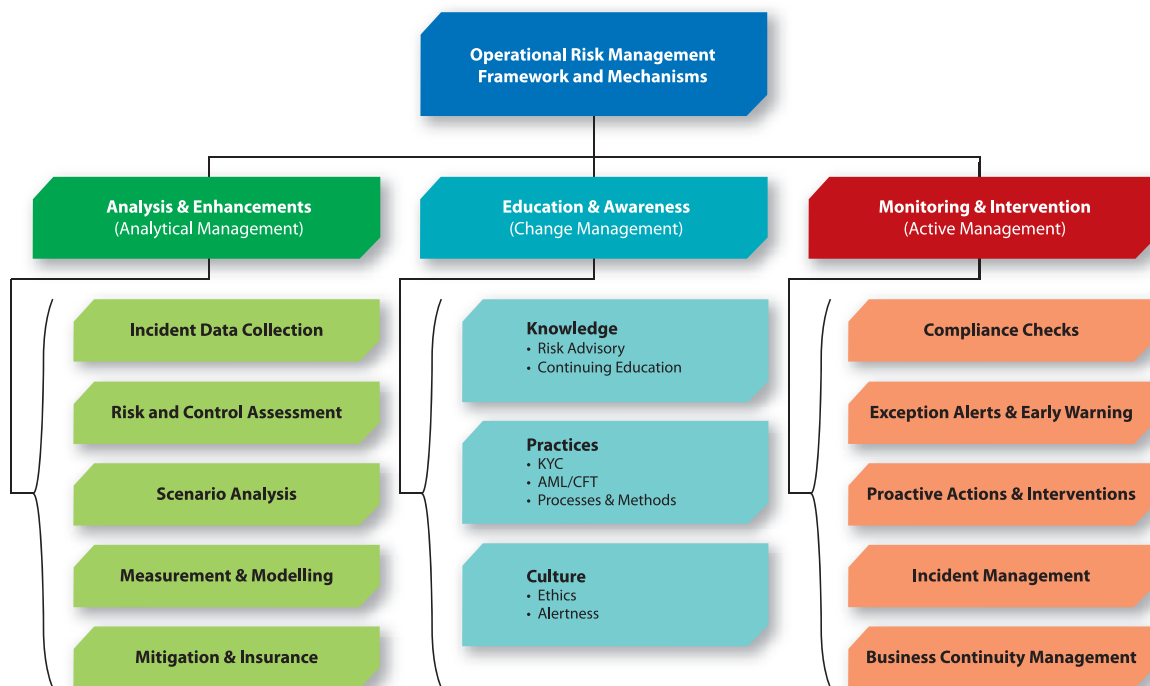 Operational Risk Management
Framework and Mechanisms
Analysis & Enhancements
(Analytical Management)
Incident Data Collection
Risk and Control Assessment
Scenario Analysis
Measurement & Modelling
Mitigation & Insurance
Education & Awareness
(Change Management)
Knowledge
• Risk Advisory
• Continuing Education
Practices
• KYC
• AML/CFT
• Processes & Methods
Culture
• Ethics
• Alertness
Monitoring & Intervention
(Active Management)
Compliance Checks
Exception Alerts & Early Warning
Proactive Actions & Interventions
Incident Management
Business Continuity Management